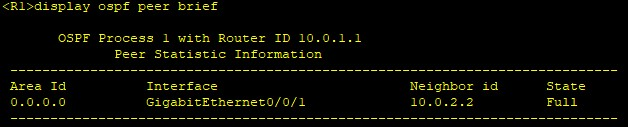 <R1>display ospf peer brief
OSPF Process 1 with Router ID 10.0.1.1
Peer Statistic Information
----------------------------------------------------------------------------
Area Id Interface Neighbor id State
0.0.0.0 GigabitEthernet0/0/1 10.0.2.2 Full
----------------------------------------------------------------------------